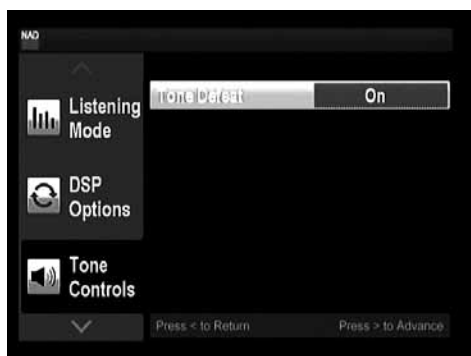 NAD
Listening
Mode
DSP
Options
Tone
Controls
Tone Defeat On
Press < to Return Press > to Advance